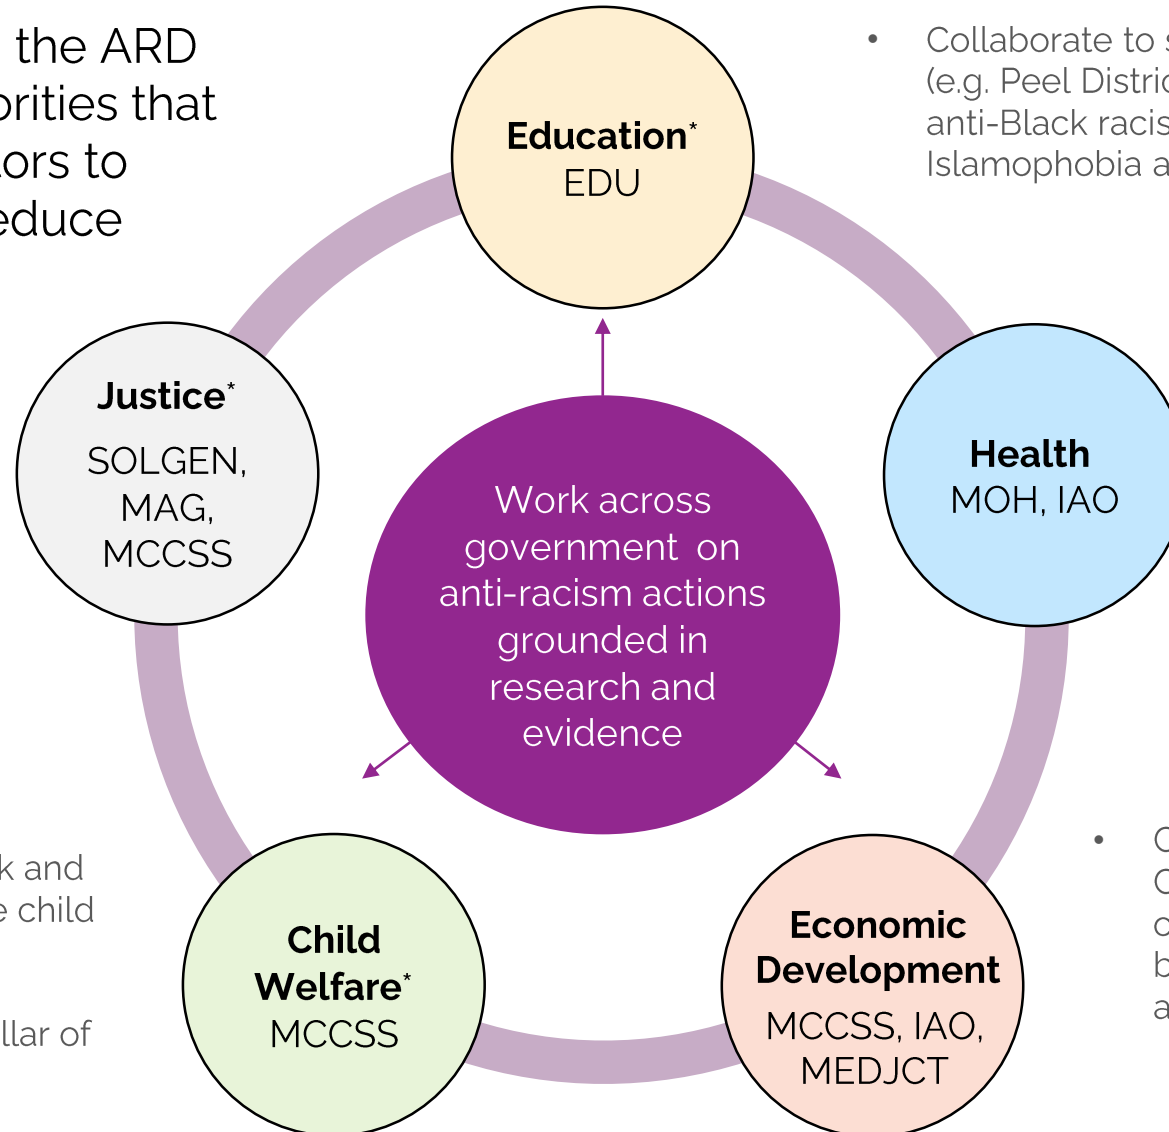 the ARD
orities that
tors to
educe
• Collaborate to
(e.g. Peel Distric
anti-Black racis
Islamophobia a
Education*
EDU
Justice*
SOLGEN,
MAG,
MCCSS
Health
MOH, IAO
Work across
government on
anti-racism actions
grounded in
research and
evidence
k and
e child
llar of
Child
Welfare*
MCCSS
Economic
Development
MCCSS, IAO,
MEDJCT
•
b
a